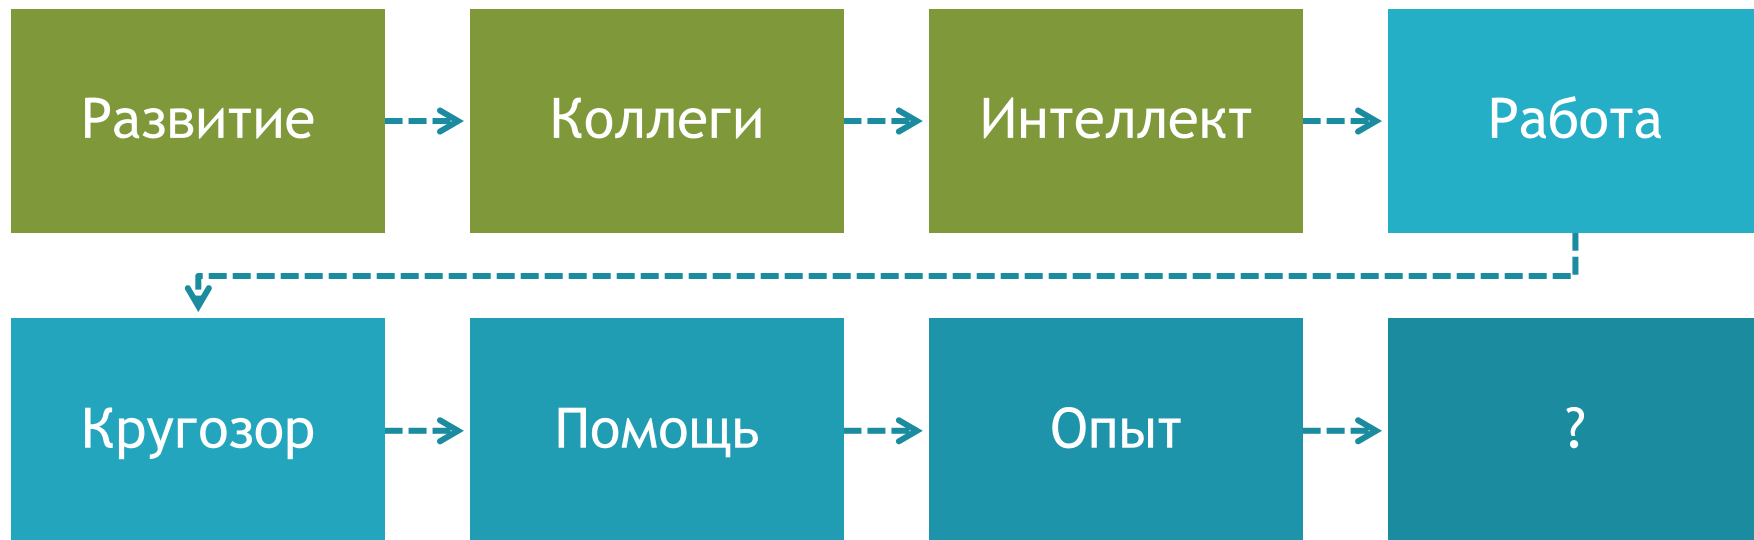 Развитие
Коллеги
Интеллект
Работа
Кругозор
Помощь
Опыт
?